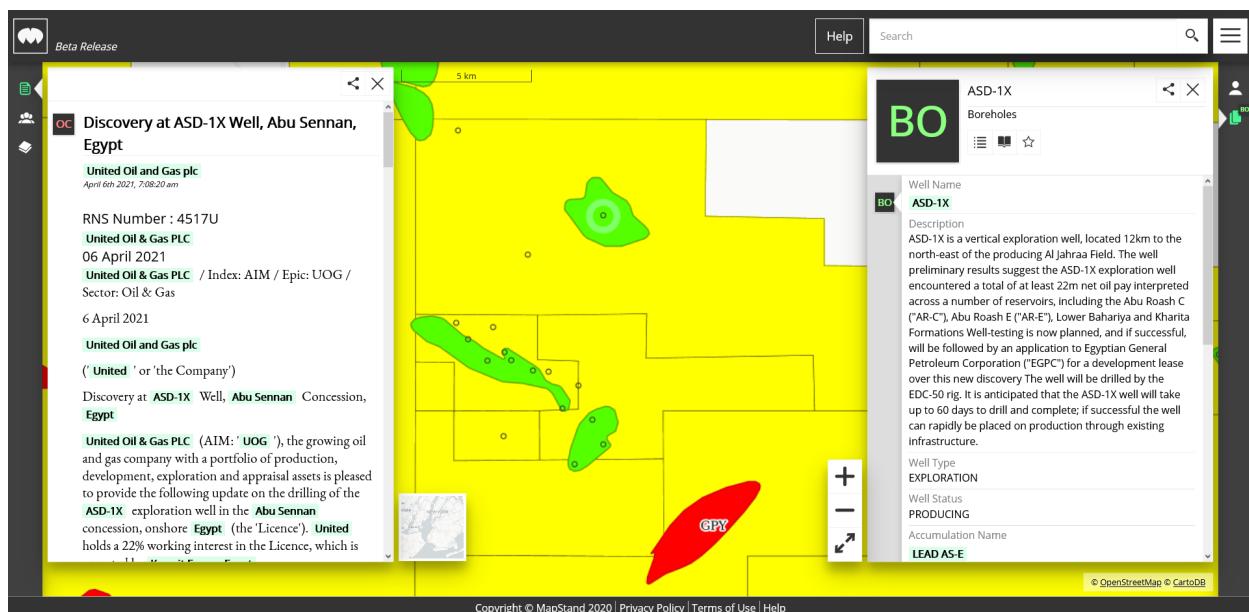 Beta Release
Help
Search
5 km
OC
Discovery at ASD-1X Well, Abu Sennan,
Egypt
United Oil and Gas plc
April 6th 2021, 7:08:20 am
RNS Number : 4517U
United Oil & Gas PLC
06 April 2021
United Oil & Gas PLC / Index: AIM / Epic: UOG /
Sector: Oil & Gas
6 April 2021
United Oil and Gas plc
(' United ' or 'the Company')
Discovery at ASD-1X Well, Abu Sennan Concession,
Egypt
United Oil & Gas PLC (AIM: ' UOG '), the growing oil
and gas company with a portfolio of production,
development, exploration and appraisal assets is pleased
to provide the following update on the drilling of the
ASD-1X exploration well in the Abu Sennan
concession, onshore Egypt (the 'Licence'). United
holds a 22% working interest in the Licence, which is
GPY
BO
ASD-1X
Boreholes
BO
BO
Well Name
ASD-1X
Description
ASD-1X is a vertical exploration well, located 12km to the
north-east of the producing Al Jahraa Field. The well
preliminary results suggest the ASD-1X exploration well
encountered a total of at least 22m net oil pay interpreted
across a number of reservoirs, including the Abu Roash C
("AR-C"), Abu Roash E ("AR-E"), Lower Bahariya and Kharita
Formations Well-testing is now planned, and if successful,
will be followed by an application to Egyptian General
Petroleum Corporation ("EGPC") for a development lease
over this new discovery The well will be drilled by the
EDC-50 rig. It is anticipated that the ASD-1X well will take
up to 60 days to drill and complete; if successful the well
can rapidly be placed on production through existing
infrastructure.
Well Type
EXPLORATION
Well Status
PRODUCING
Accumulation Name
LEAD AS-E
© OpenStreetMap © CartoDB
Copyright © MapStand 2020 | Privacy Policy | Terms of Use | Help